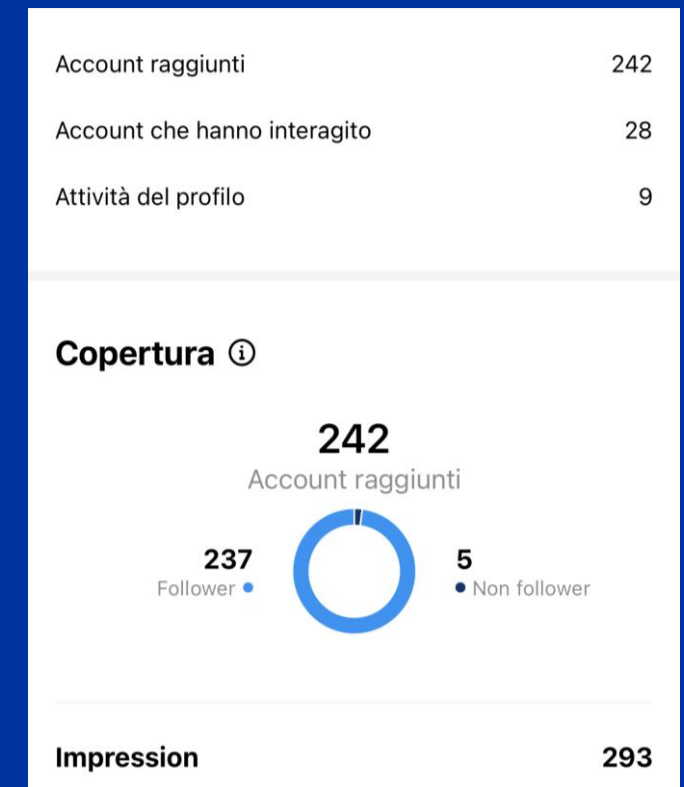 Account raggiunti 242
Account che hanno interagito 28
Attività del profilo 9
Copertura
242
Account raggiunti
237 5
Follower Non follower
Impression 293